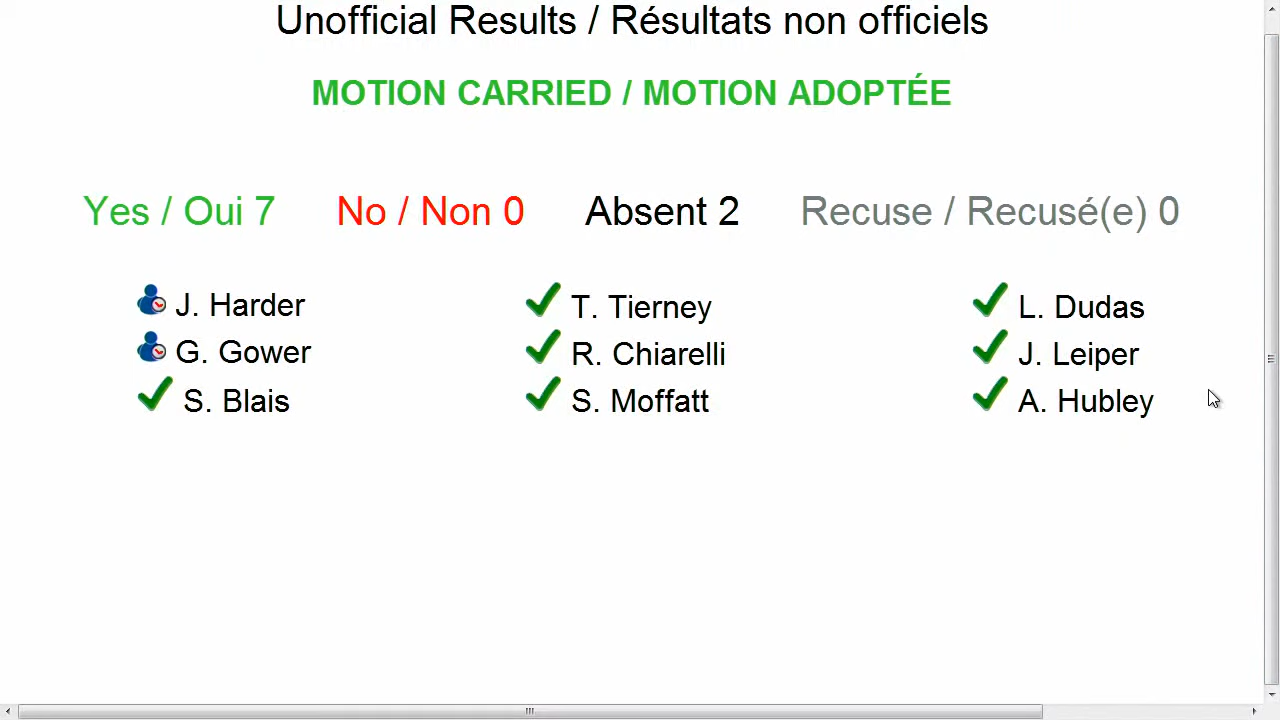 Unofficial Results / Résultats non officiels
MOTION CARRIED / MOTION ADOPTÉE
Yes / Oui 7 No / Non 0 Absent 2 Recuse / Recusé(e) 0
J. Harder T. Tierney L. Dudas
G. Gower R. Chiarelli J. Leiper
S. Blais S. Moffatt A. Hubley